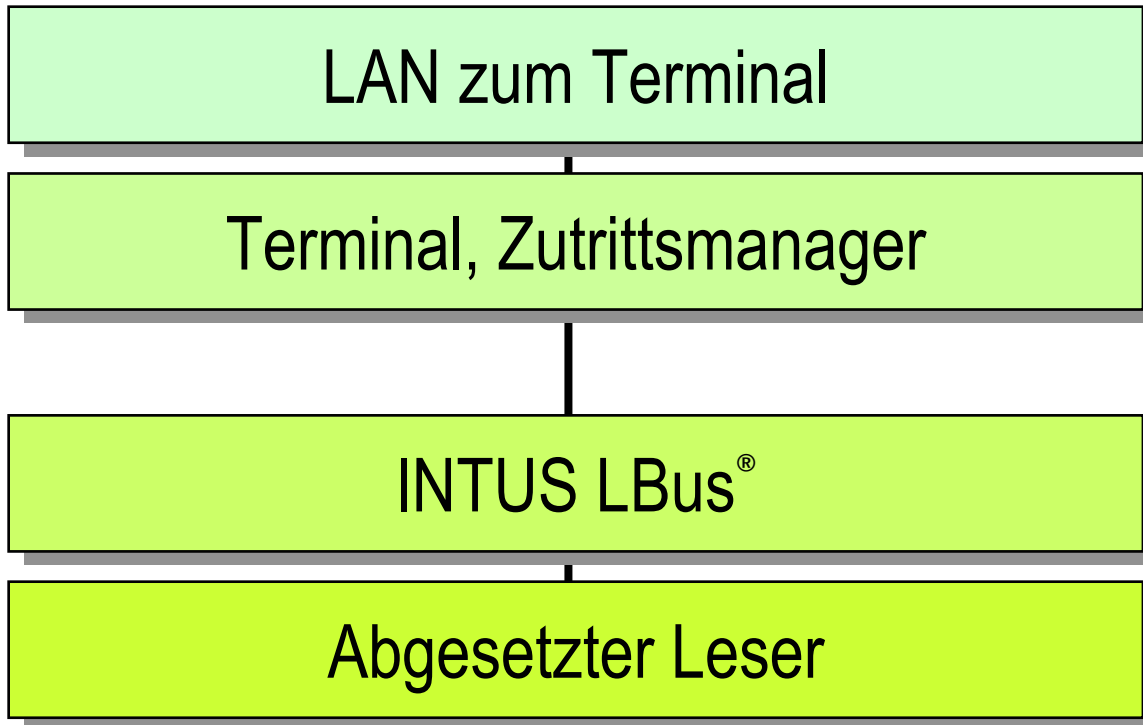 LAN zum Terminal
Terminal, Zutrittsmanager
INTUS LBus®
Abgesetzter Leser